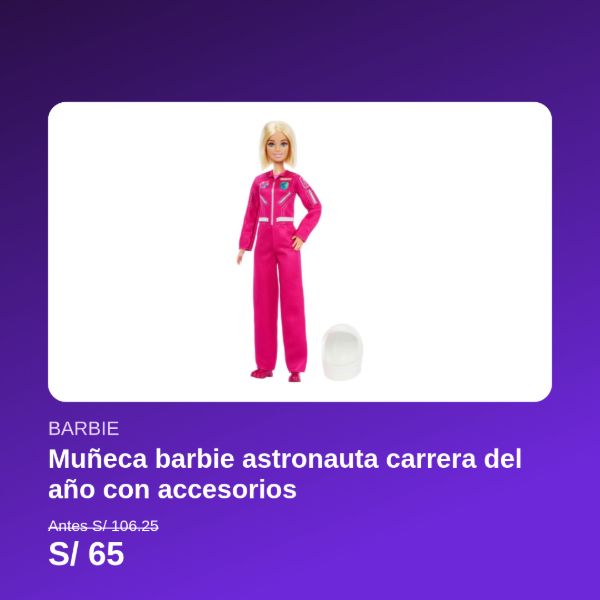 BARBIE
Muñeca barbie astronauta carrera del
año con accesorios
Antes S/ 106.25
S/ 65